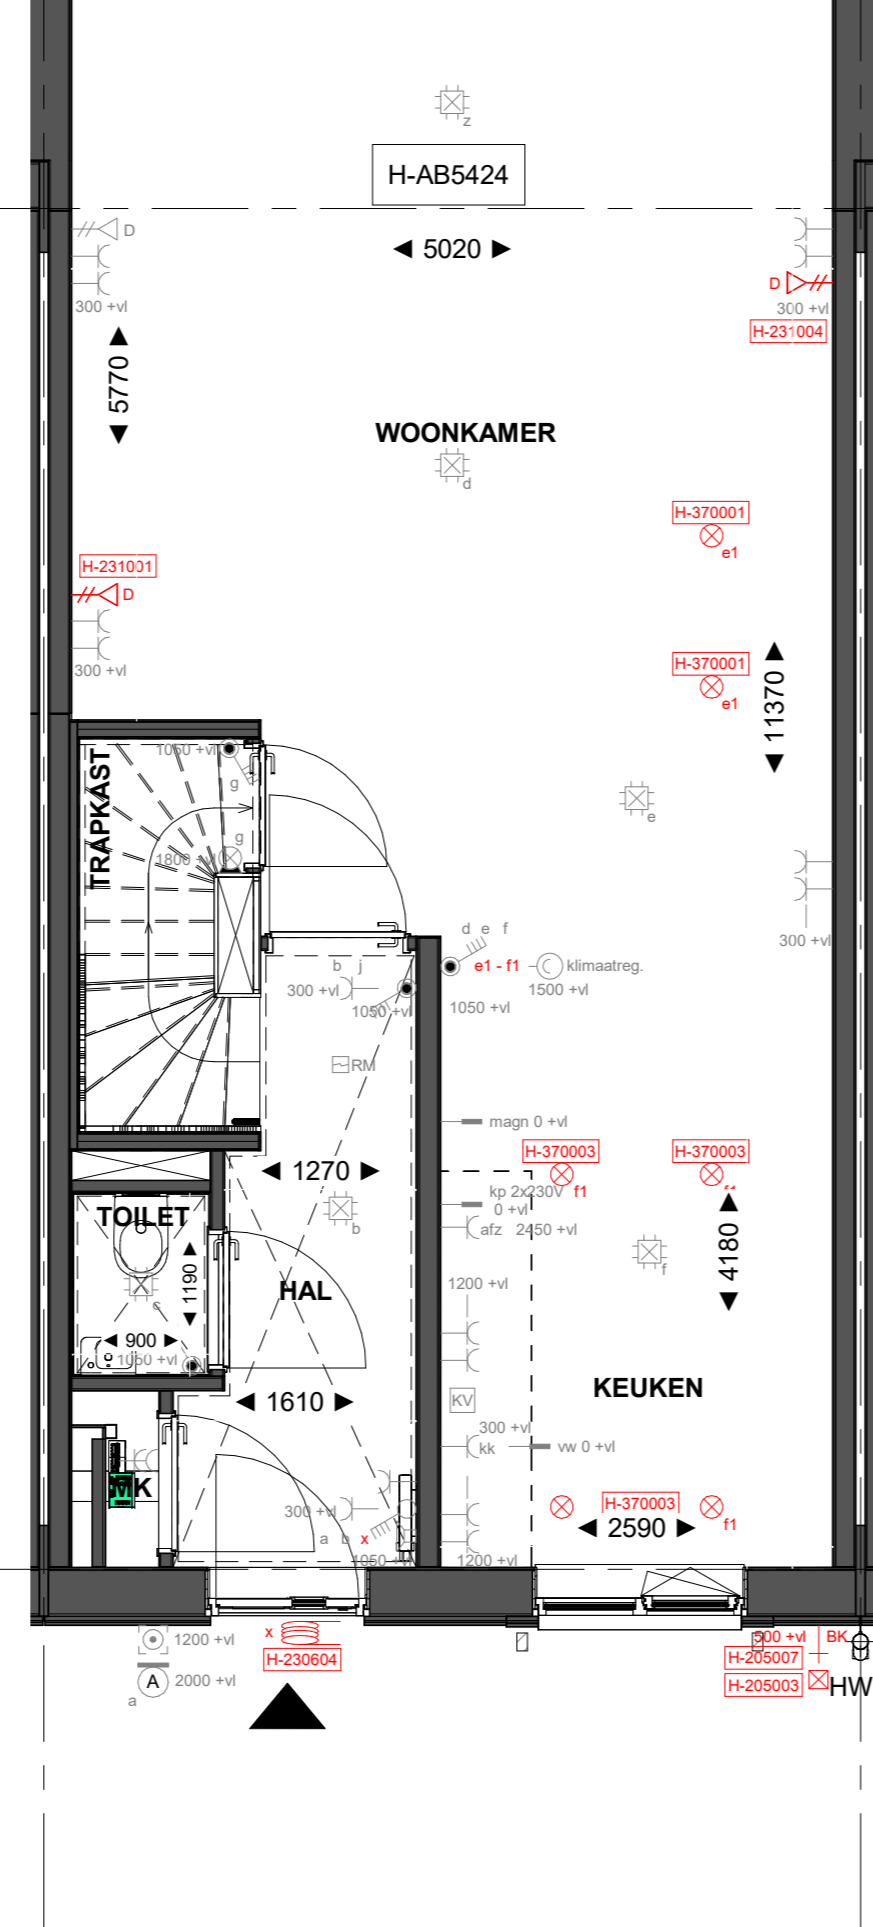 z
H-AB5424
D
5020
D
300 +vl
300 +vl
H-231004
5770
WOONKAMER
d
H-370001
e1
H-231001
D
300 +vl
H-370001
e1
11370
1050 +vl
g
TRAPKAST
e
g
1800 +vl
300 +vl
d e f
e1 - f1
klimaatreg.
1500 +vl
b j
300 +vl
1050 +vl
1050 +vl
RM
magn 0 +vl
H-370003
H-370003
f1
1270
kp 2x230V
0 +vl
afz 2450 +vl
b
TOILET
4180
f
1190
c
HAL
1200 +vl
900
1050 +vl
KEUKEN
1610
KV
300 +vl
kk
vw 0 +vl
MK
300 +vl
H-370003
f1
2590
a b x
1050 +vl
1200 +vl
1200 +vl
x
500 +vl
BK
H-230604
H-205007
A
2000 +vl
a
H-205003
HW